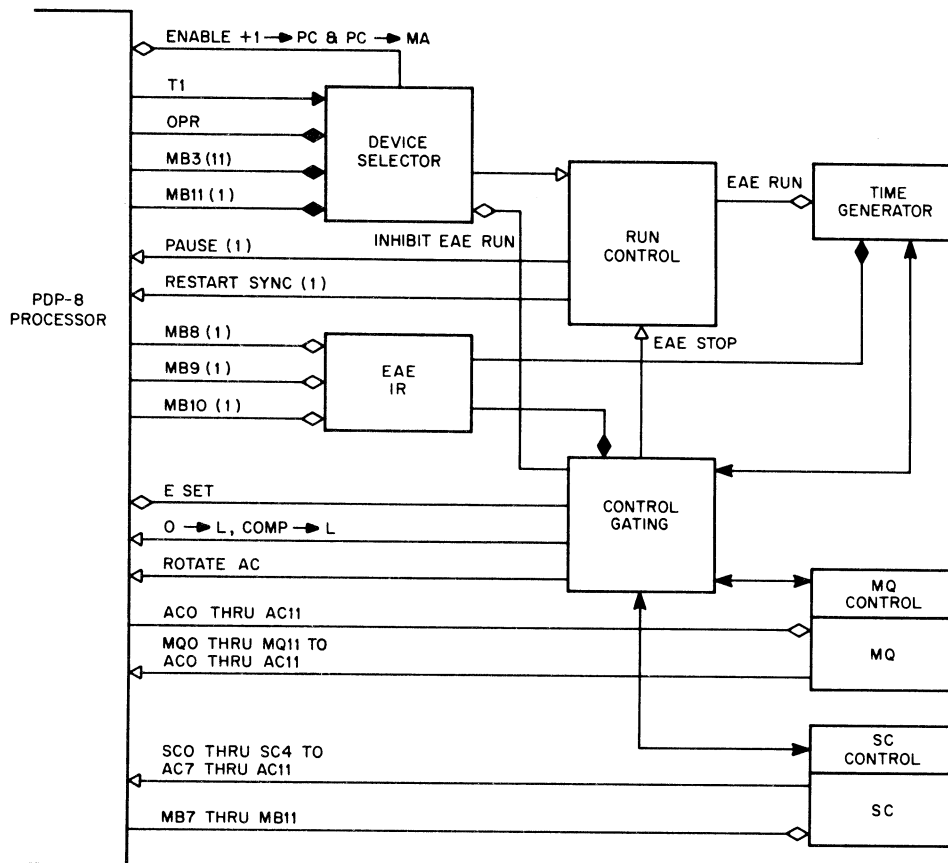 ENABLE +1 → PC & PC → MA
T1
OPR
MB3 (11)
MB11 (1)
DEVICE
SELECTOR
INHIBIT EAE RUN
PAUSE (1)
RESTART SYNC (1)
RUN
CONTROL
EAE RUN
TIME
GENERATOR
PDP-8
PROCESSOR
MB8 (1)
MB9 (1)
MB10 (1)
EAE
IR
EAE STOP
E SET
O → L, COMP → L
ROTATE AC
CONTROL
GATING
AC0 THRU AC11
MQ0 THRU MQ11 TO
AC0 THRU AC11
MQ
CONTROL
MQ
SC0 THRU SC4 TO
AC7 THRU AC11
MB7 THRU MB11
SC
CONTROL
SC